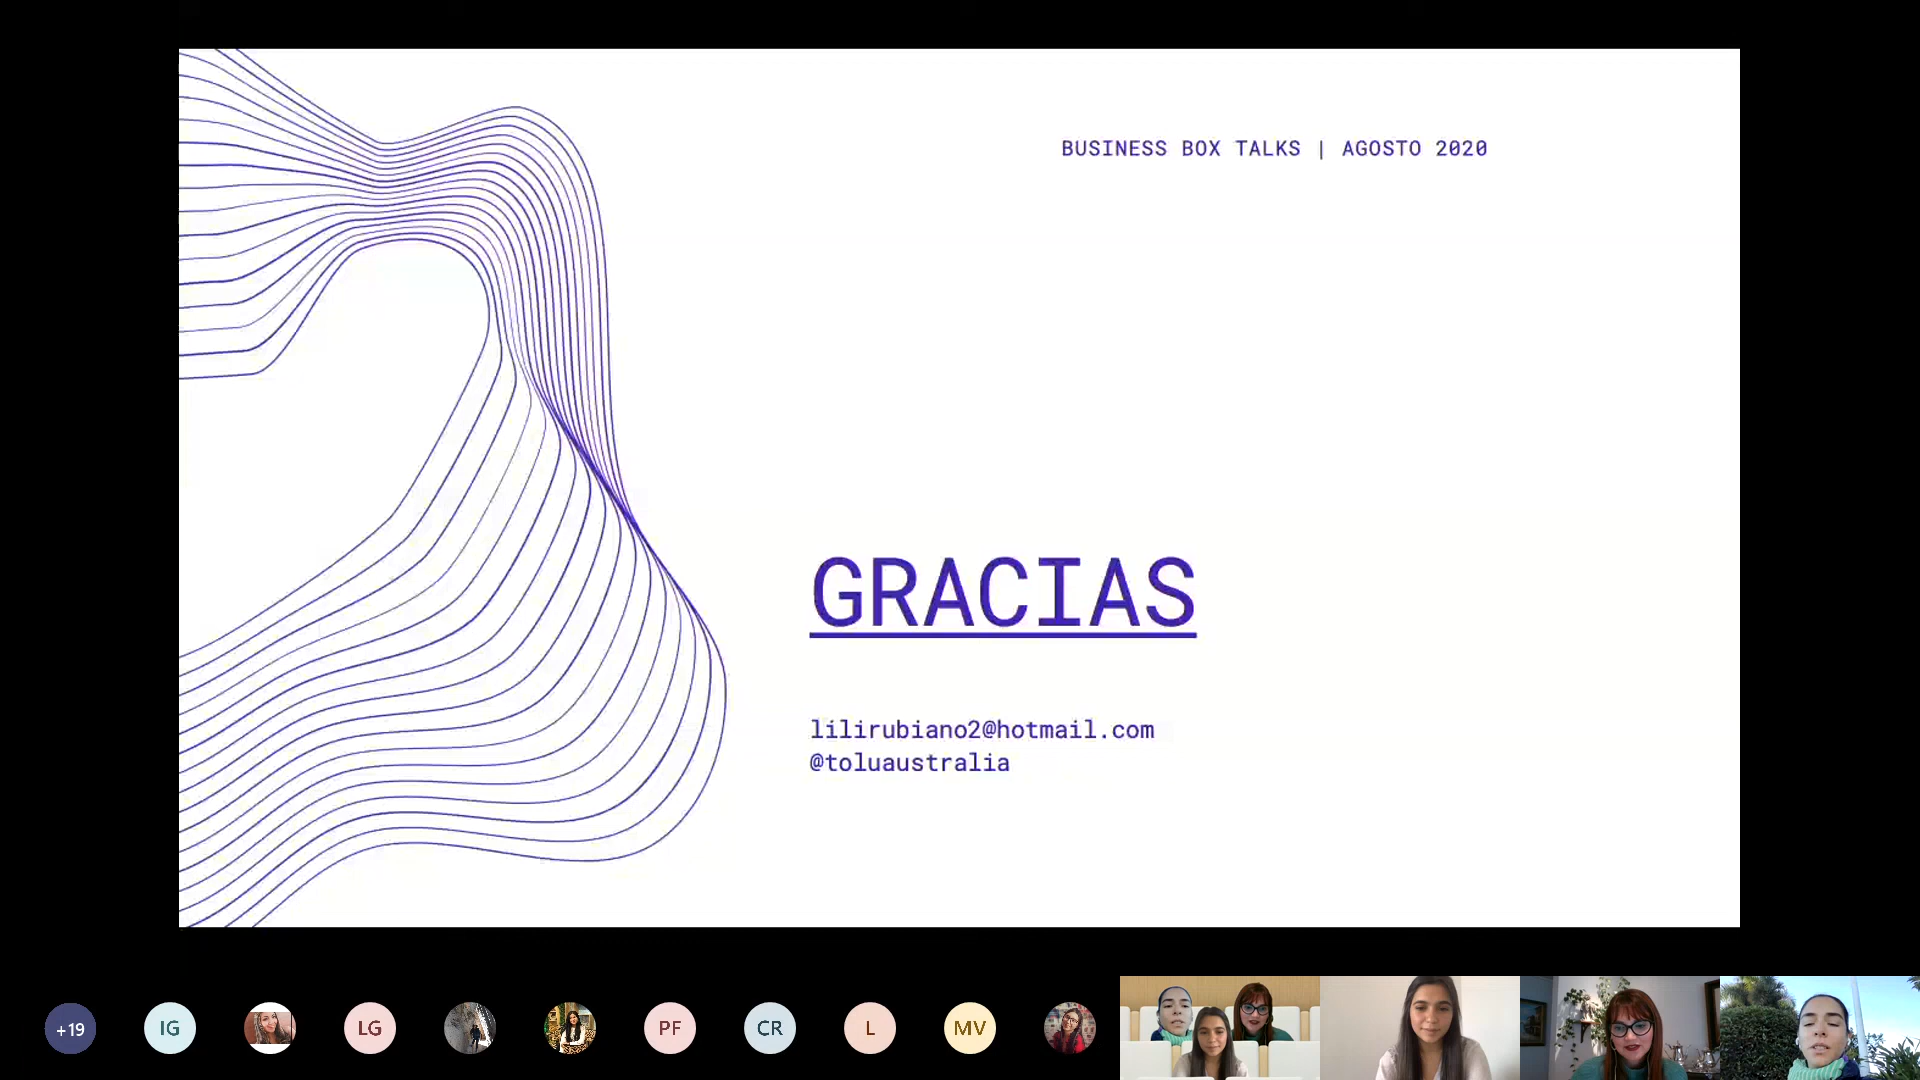 BUSINESS BOX TALKS | AGOSTO 2020
GRACIAS
lilirubiano2@hotmail.com
@toluaustralia
+19
IG
LG
PF
CR
L
MV